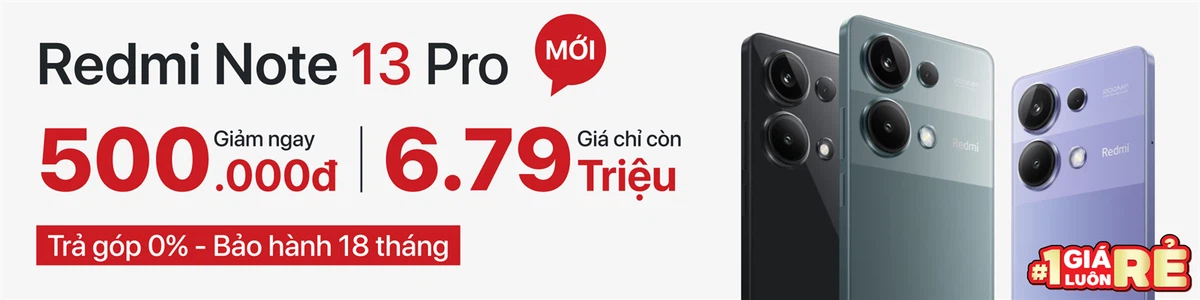 Redmi Note 13 Pro
MỚI
500.000đ
Giảm ngay
6.79 Triệu
Giá chỉ còn
Trả góp 0% - Bảo hành 18 tháng
Redmi
Redmi
#1 GIÁ LUÔN RẺ